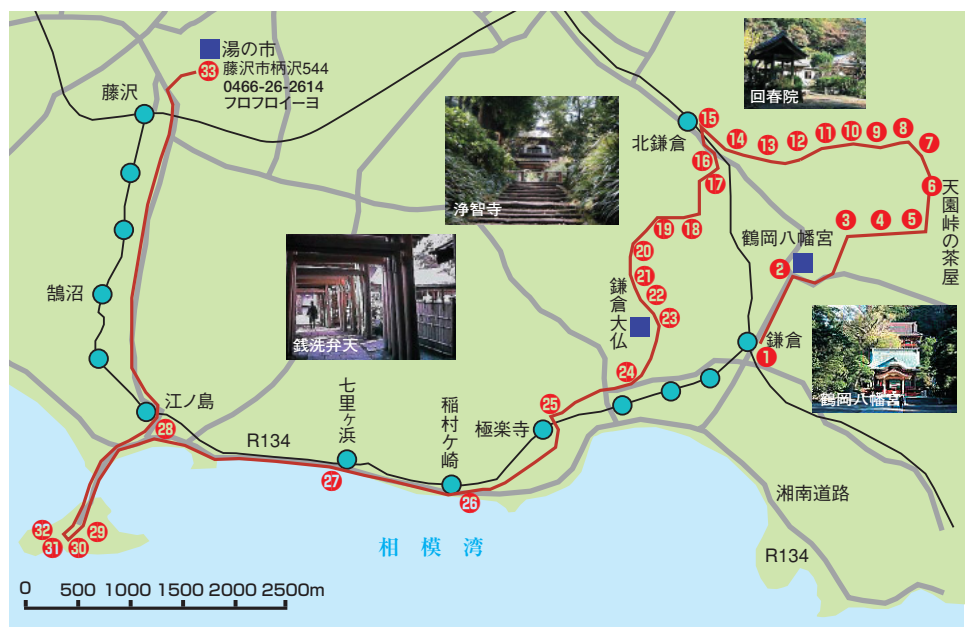 湯の市
33
藤沢市柄沢544
0466-26-2614
フロフロイーヨ
藤沢
鵠沼
江ノ島
28
R134
七里ヶ浜
27
稲村ケ崎
26
極楽寺
25
24
鎌倉大仏
23
22
21
20
19
18
17
16
北鎌倉
15
14
13
12
11
10
9
8
7
6
天園峠の茶屋
5
4
3
鶴岡八幡宮
2
鎌倉
1
回春院
浄智寺
銭洗弁天
鶴岡八幡宮
湘南道路
R134
相模湾
29
30
31
32
0 500 1000 1500 2000 2500m